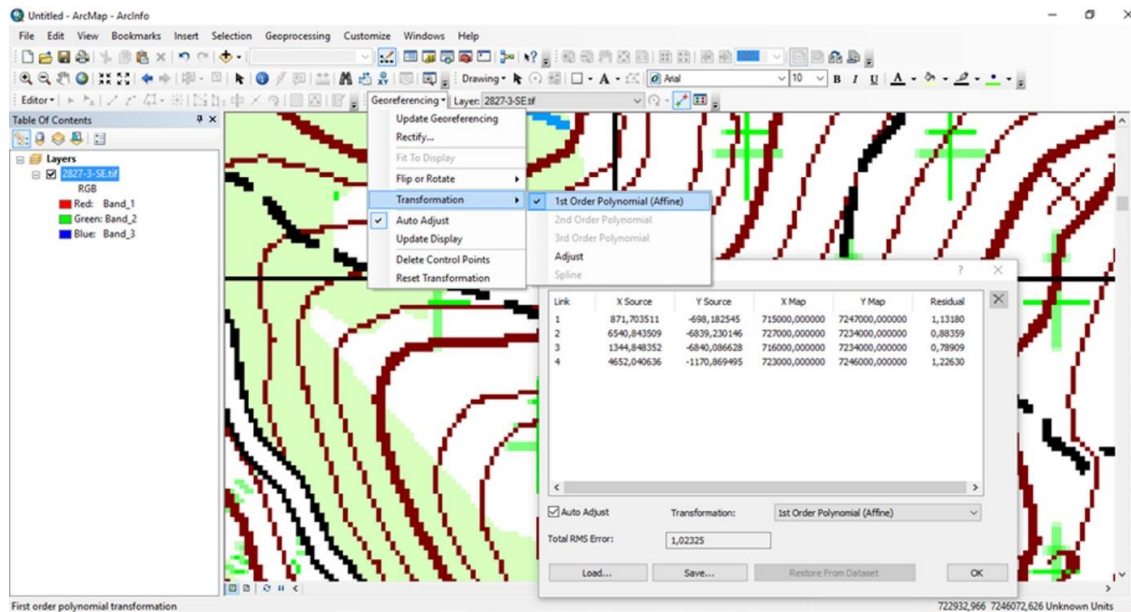 Untitled - ArcMap - ArcInfo
File Edit View Bookmarks Insert Selection Geoprocessing Customize Windows Help
Drawing Arial 10 B I U A
Editor Georeferencing Layer: 2827-3-SE.tif
Table Of Contents
Layers
2827-3-SE.tif
RGB
Red: Band_1
Green: Band_2
Blue: Band_3
Update Georeferencing
Rectify...
Fit To Display
Flip or Rotate
Transformation
Auto Adjust
Update Display
Delete Control Points
Reset Transformation
1st Order Polynomial (Affine)
2nd Order Polynomial
3rd Order Polynomial
Adjust
Spline
Link X Source Y Source X Map Y Map Residual
1 871,703511 -698,182545 715000,000000 7247000,000000 1,13180
2 6540,843509 -6839,230146 727000,000000 7234000,000000 0,88359
3 1344,848352 -6840,086628 716000,000000 7234000,000000 0,78909
4 4652,040636 -1170,869495 723000,000000 7246000,000000 1,22630
Auto Adjust Transformation: 1st Order Polynomial (Affine)
Total RMS Error: 1,02325
Load... Save... Restore From Dataset OK
First order polynomial transformation 722932,966 7246072,626 Unknown Units